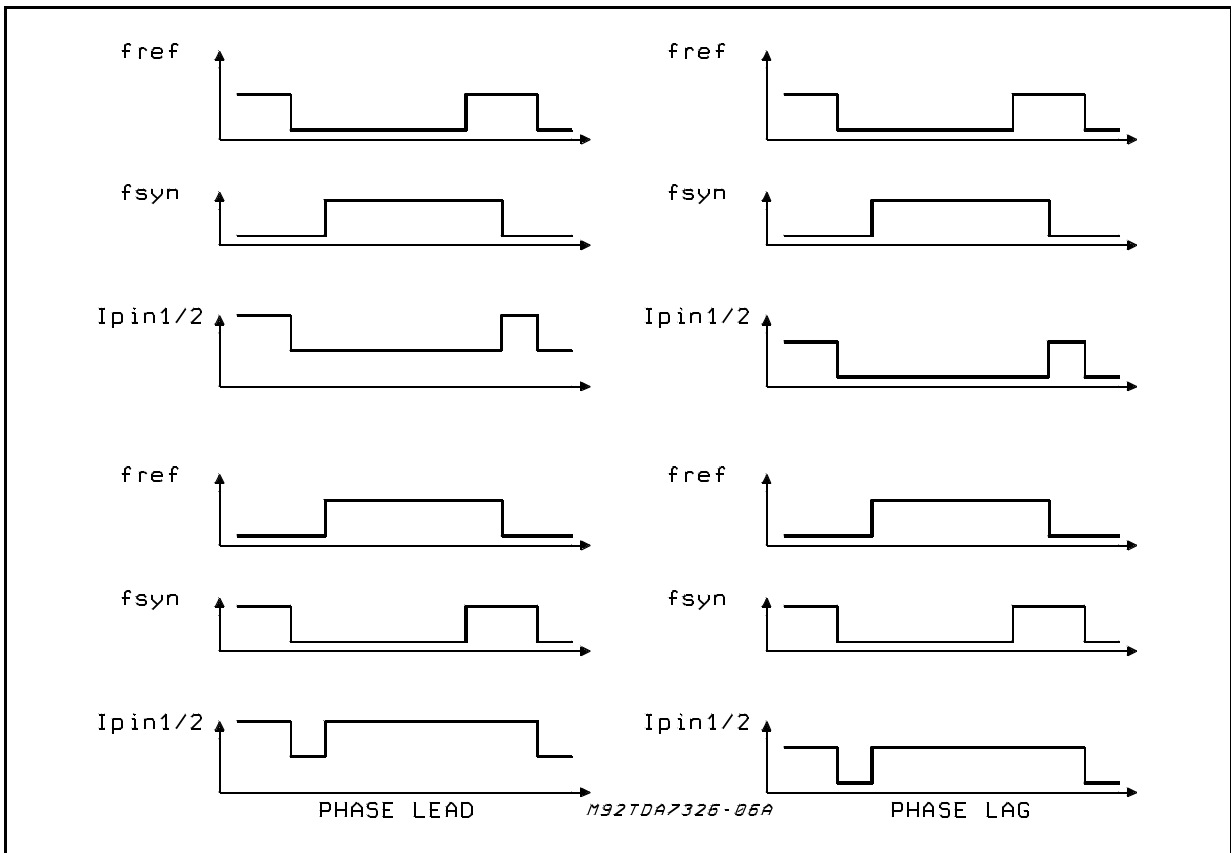 fref fref
fsyn fsyn
Ipin1/2 Ipin1/2
fref fref
fsyn fsyn
Ipin1/2 Ipin1/2
PHASE LEAD M92TDA7326-06A PHASE LAG